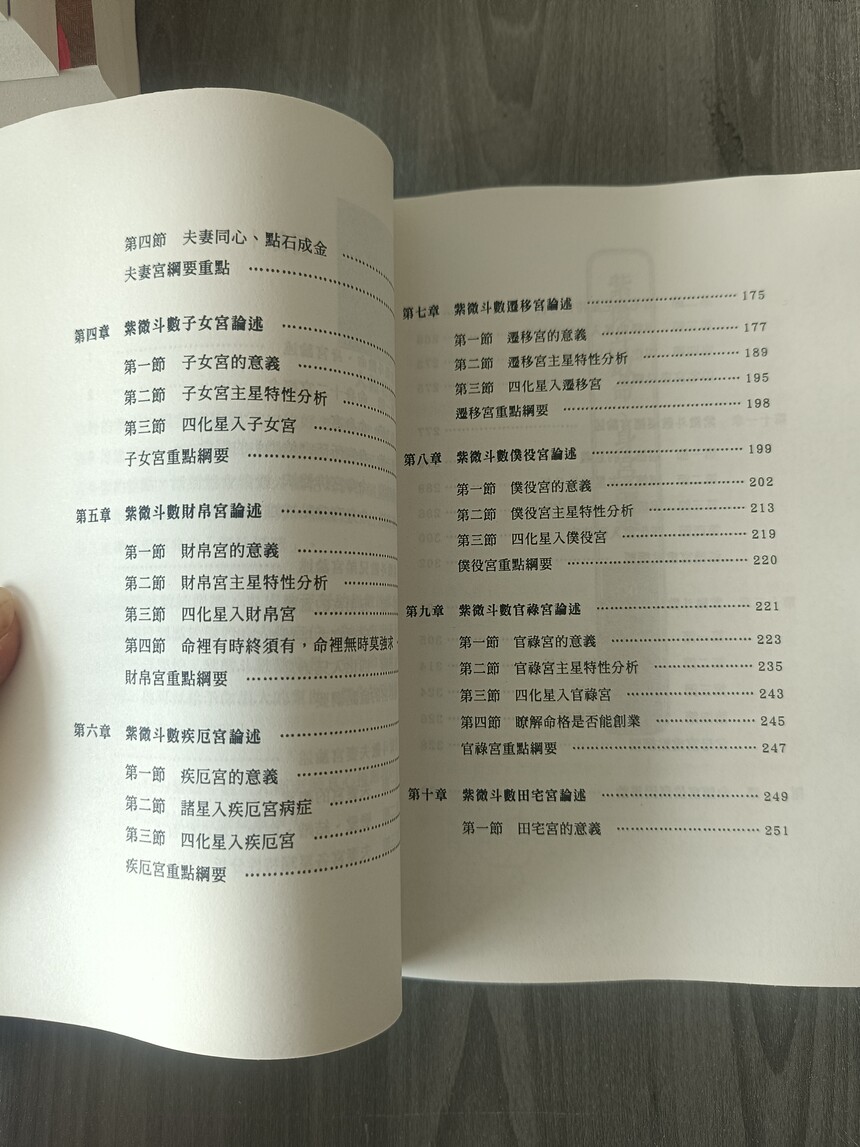 第四節 夫妻同心、點石成金 ……………
夫妻宮綱要重點 ……………
第四章 紫微斗數子女宮論述 ……………
第一節 子女宮的意義 ……………
第二節 子女宮主星特性分析 ……………
第三節 四化星入子女宮 ……………
子女宮重點綱要 ……………
第五章 紫微斗數財帛宮論述 ……………
第一節 財帛宮的意義 ……………
第二節 財帛宮主星特性分析 ……………
第三節 四化星入財帛宮 ……………
第四節 命裡有時終須有，命裡無時莫強求
財帛宮重點綱要 ……………
第六章 紫微斗數疾厄宮論述 ……………
第一節 疾厄宮的意義 ……………
第二節 諸星入疾厄宮病症 ……………
第三節 四化星入疾厄宮 ……………
疾厄宮重點綱要 ……………
第七章 紫微斗數遷移宮論述 …………… 175
第一節 遷移宮的意義 …………… 177
第二節 遷移宮主星特性分析 …………… 189
第三節 四化星入遷移宮 …………… 195
遷移宮重點綱要 …………… 198
第八章 紫微斗數僕役宮論述 …………… 199
第一節 僕役宮的意義 …………… 202
第二節 僕役宮主星特性分析 …………… 213
第三節 四化星入僕役宮 …………… 219
僕役宮重點綱要 …………… 220
第九章 紫微斗數官祿宮論述 …………… 221
第一節 官祿宮的意義 …………… 223
第二節 官祿宮主星特性分析 …………… 235
第三節 四化星入官祿宮 …………… 243
第四節 瞭解命格是否能創業 …………… 245
官祿宮重點綱要 …………… 247
第十章 紫微斗數田宅宮論述 …………… 249
第一節 田宅宮的意義 …………… 251